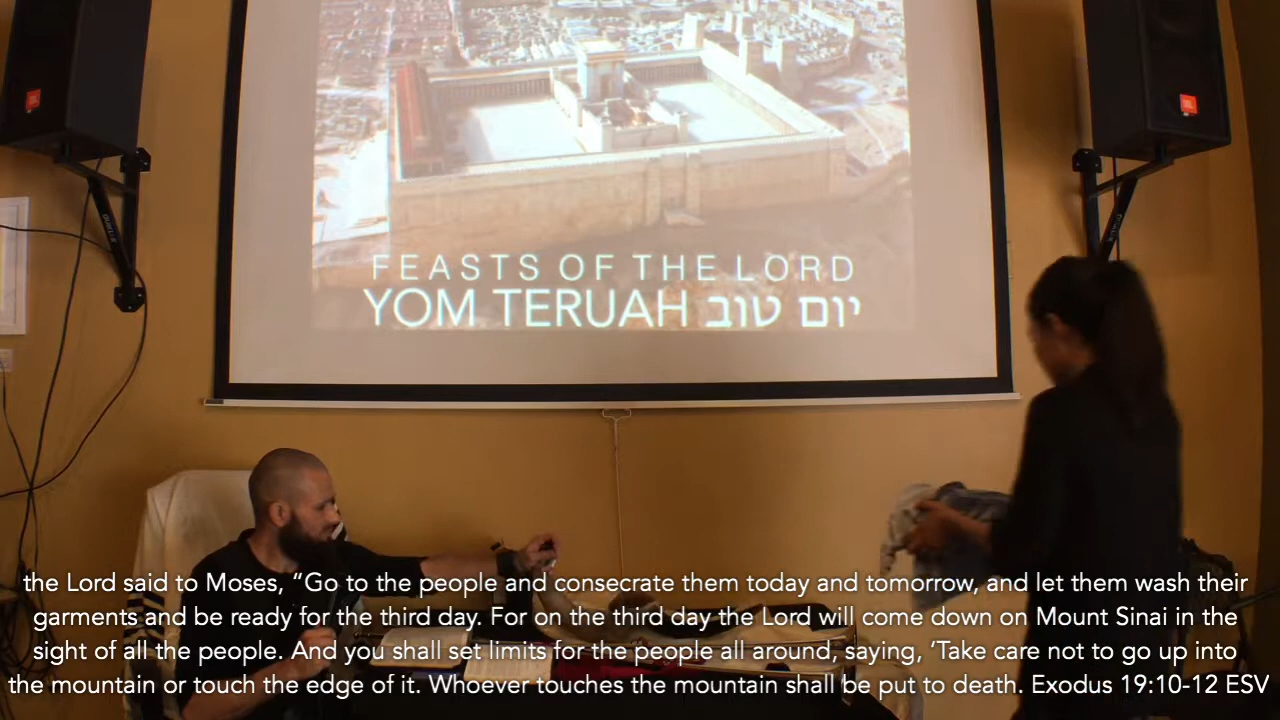 FEASTS OF THE LORD
YOM TERUAH יום טוב
the Lord said to Moses, “Go to the people and consecrate them today and tomorrow, and let them wash their
garments and be ready for the third day. For on the third day the Lord will come down on Mount Sinai in the
sight of all the people. And you shall set limits for the people all around, saying, ‘Take care not to go up into
the mountain or touch the edge of it. Whoever touches the mountain shall be put to death. Exodus 19:10-12 ESV